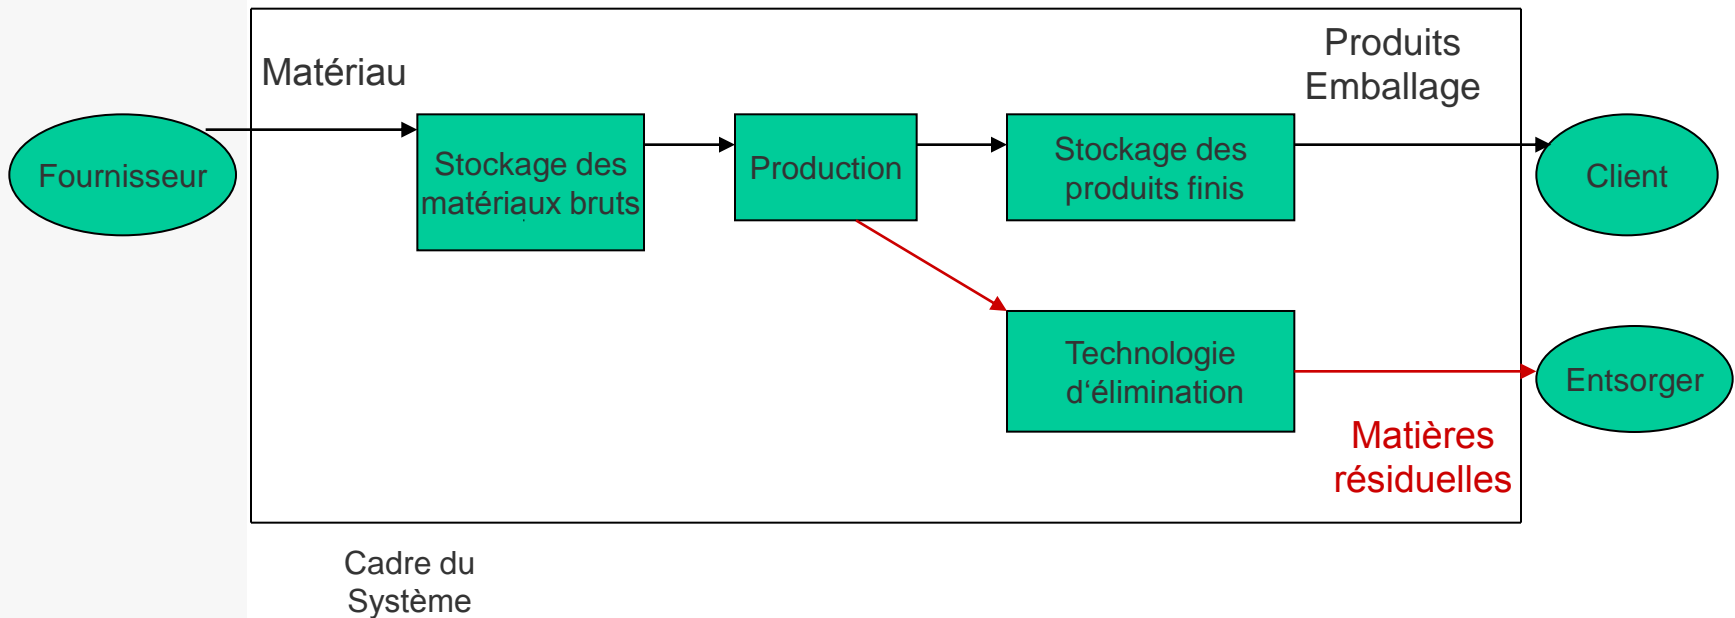 Matériau
Produits
Emballage
Fournisseur
Stockage des
matériaux bruts
Production
Stockage des
produits finis
Client
Technologie
d‘élimination
Entsorger
Matières
résiduelles
Cadre du
Système